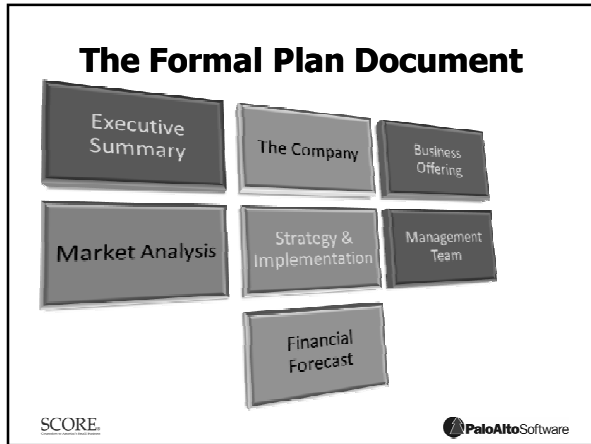 The Formal Plan Document
Executive
Summary
The Company
Business
Offering
Market Analysis
Strategy &
Implementation
Management
Team
Financial
Forecast
SCORE
PaloAltoSoftware